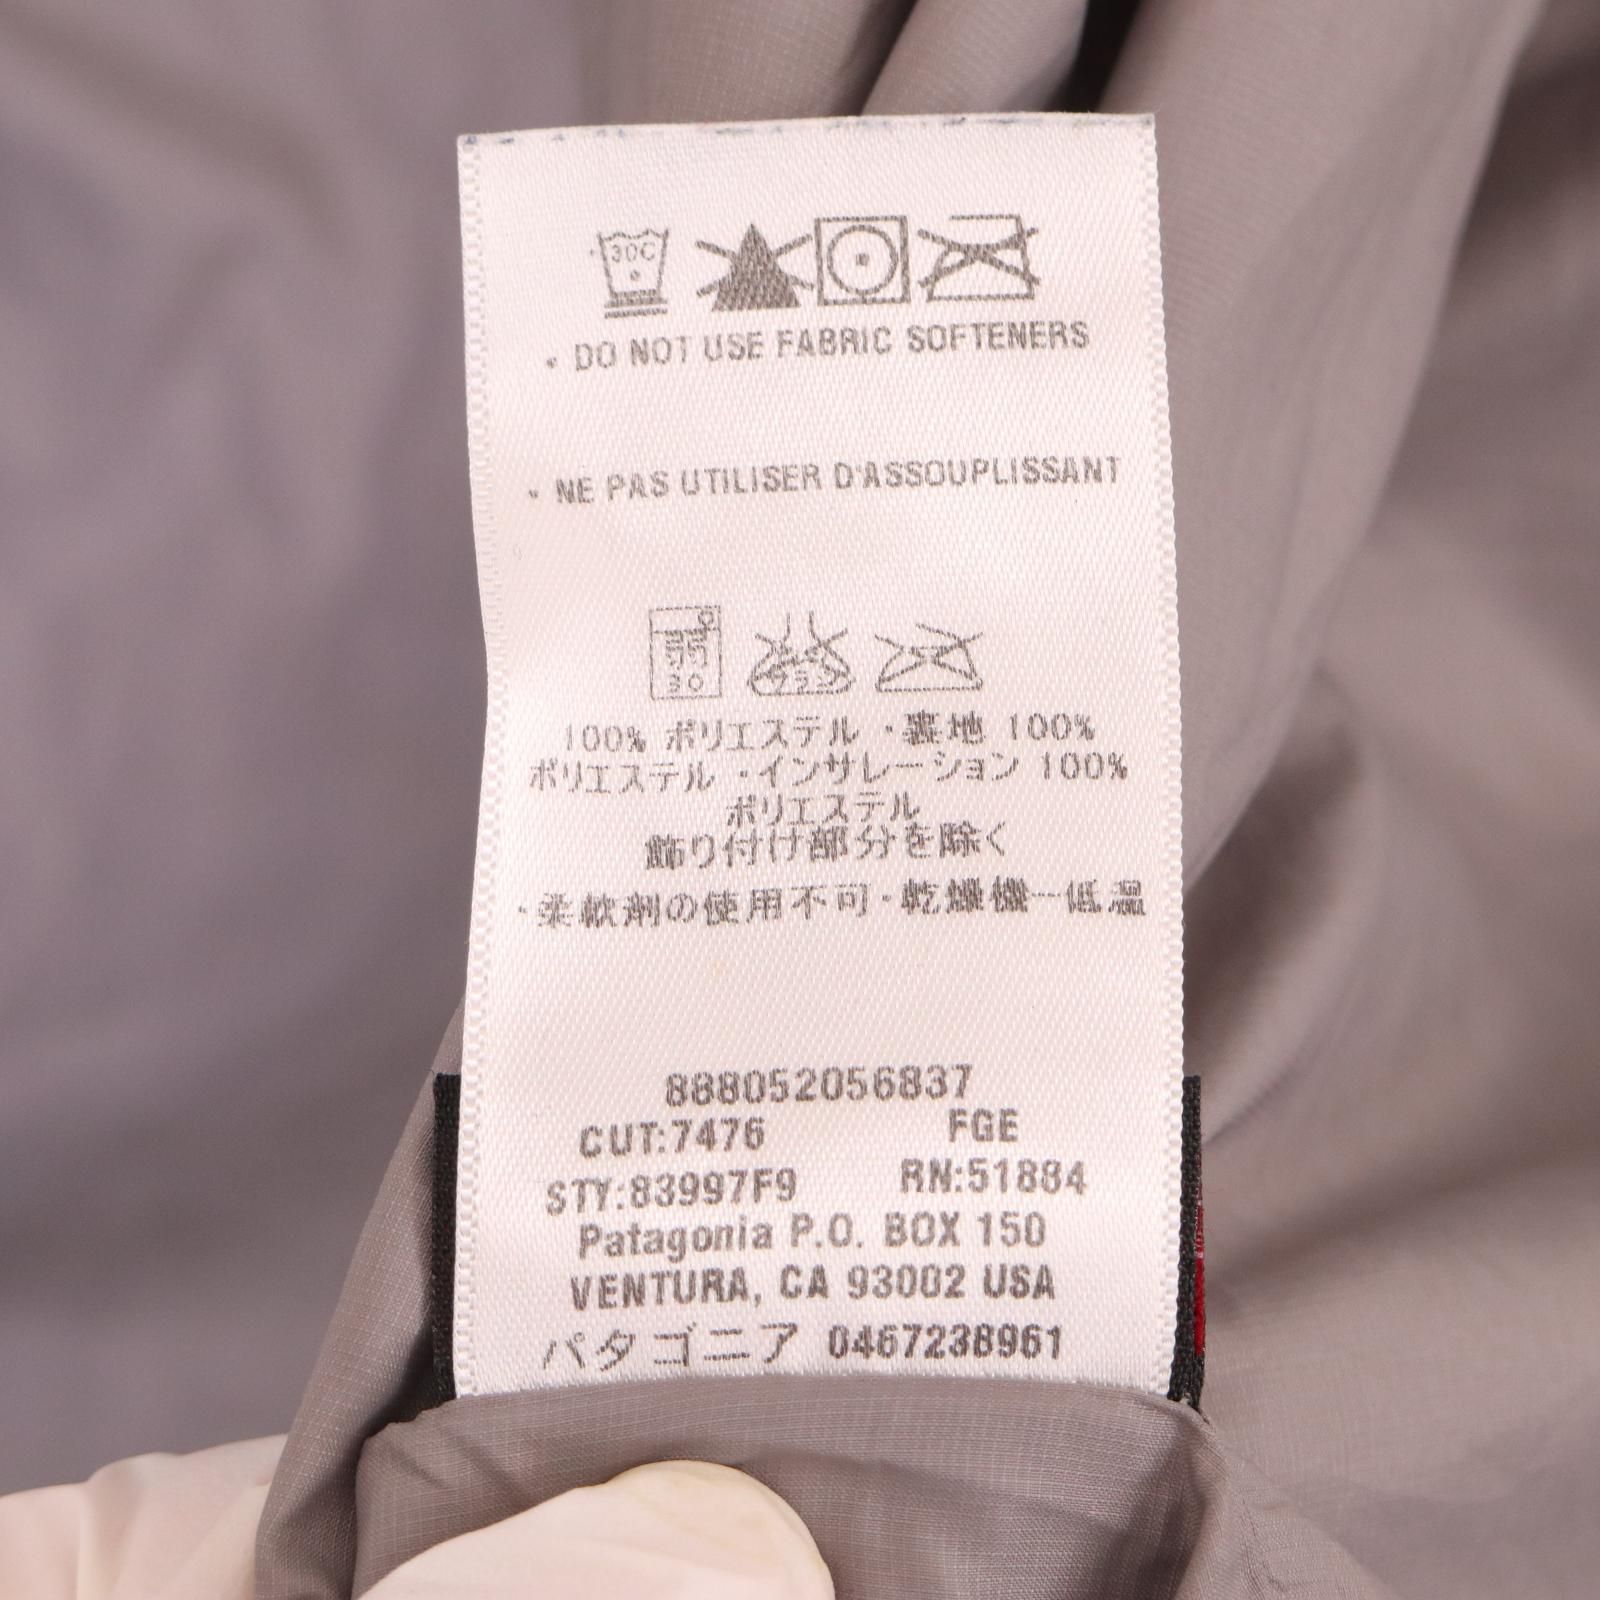 30C
• DO NOT USE FABRIC SOFTENERS
• NE PAS UTILISER D'ASSOUPLISSANT
弱
30
100% ポリエステル ・裏地 100%
ポリエステル ・インサレーション 100%
ポリエステル
飾り付け部分を除く
・柔軟剤の使用不可・乾燥機ー低温
888052056837
CUT:7476 FGE
STY:83997F9 RN:51884
Patagonia P.O. BOX 150
VENTURA, CA 93002 USA
パタゴニア 0467238961